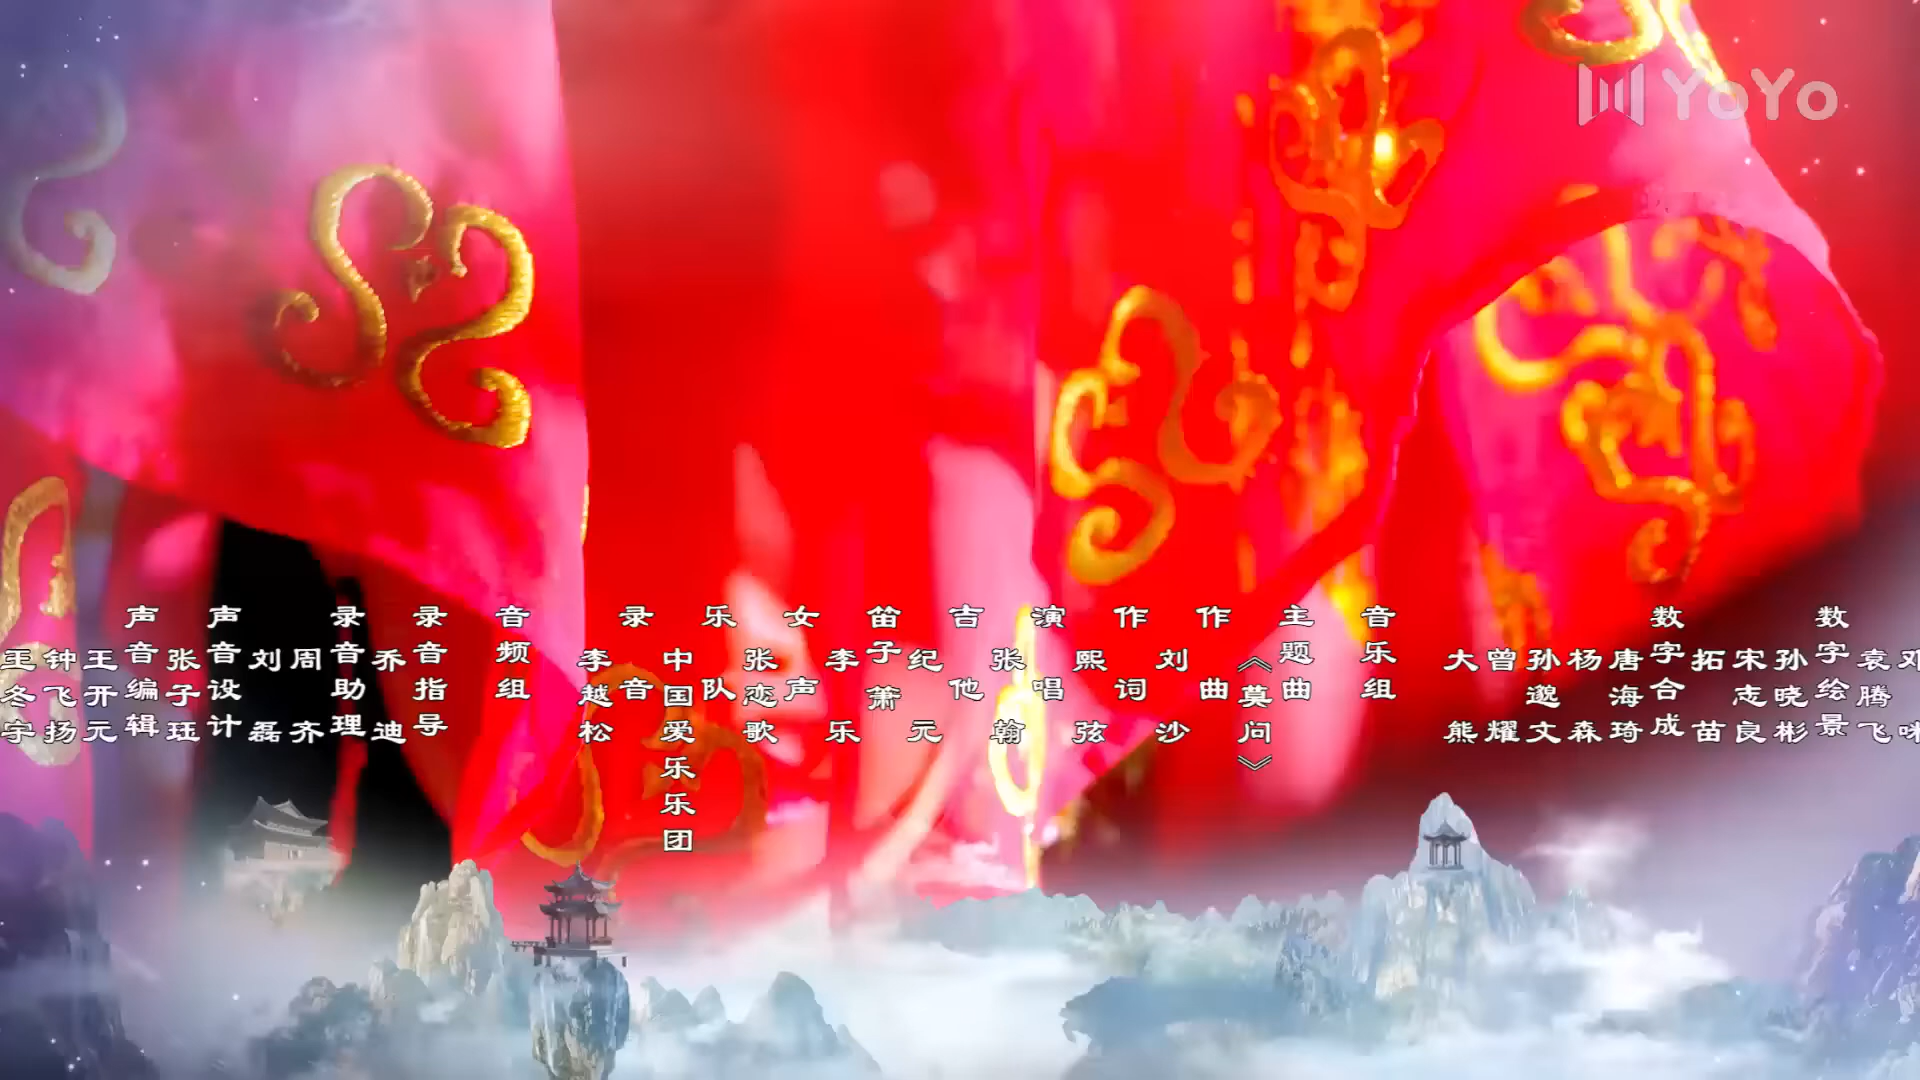 YoYo
袁腾飞
数字绘景
孙晓彬
宋志良
拓苗
数字合成
唐海琦
杨森
孙邈文
曾耀
大熊
音乐组
主题曲
《莫问》
作曲
刘沙
作词
熙弦
演唱
张翰
吉他
纪元
笛子箫
李乐
女声
张恋歌
乐队
中国爱乐乐团
录音
李越松
音频组
录音指导
乔迪
录音助理
周齐
刘磊
声音设计
张子珏
声音编辑
王开元
钟飞扬
王冬宇